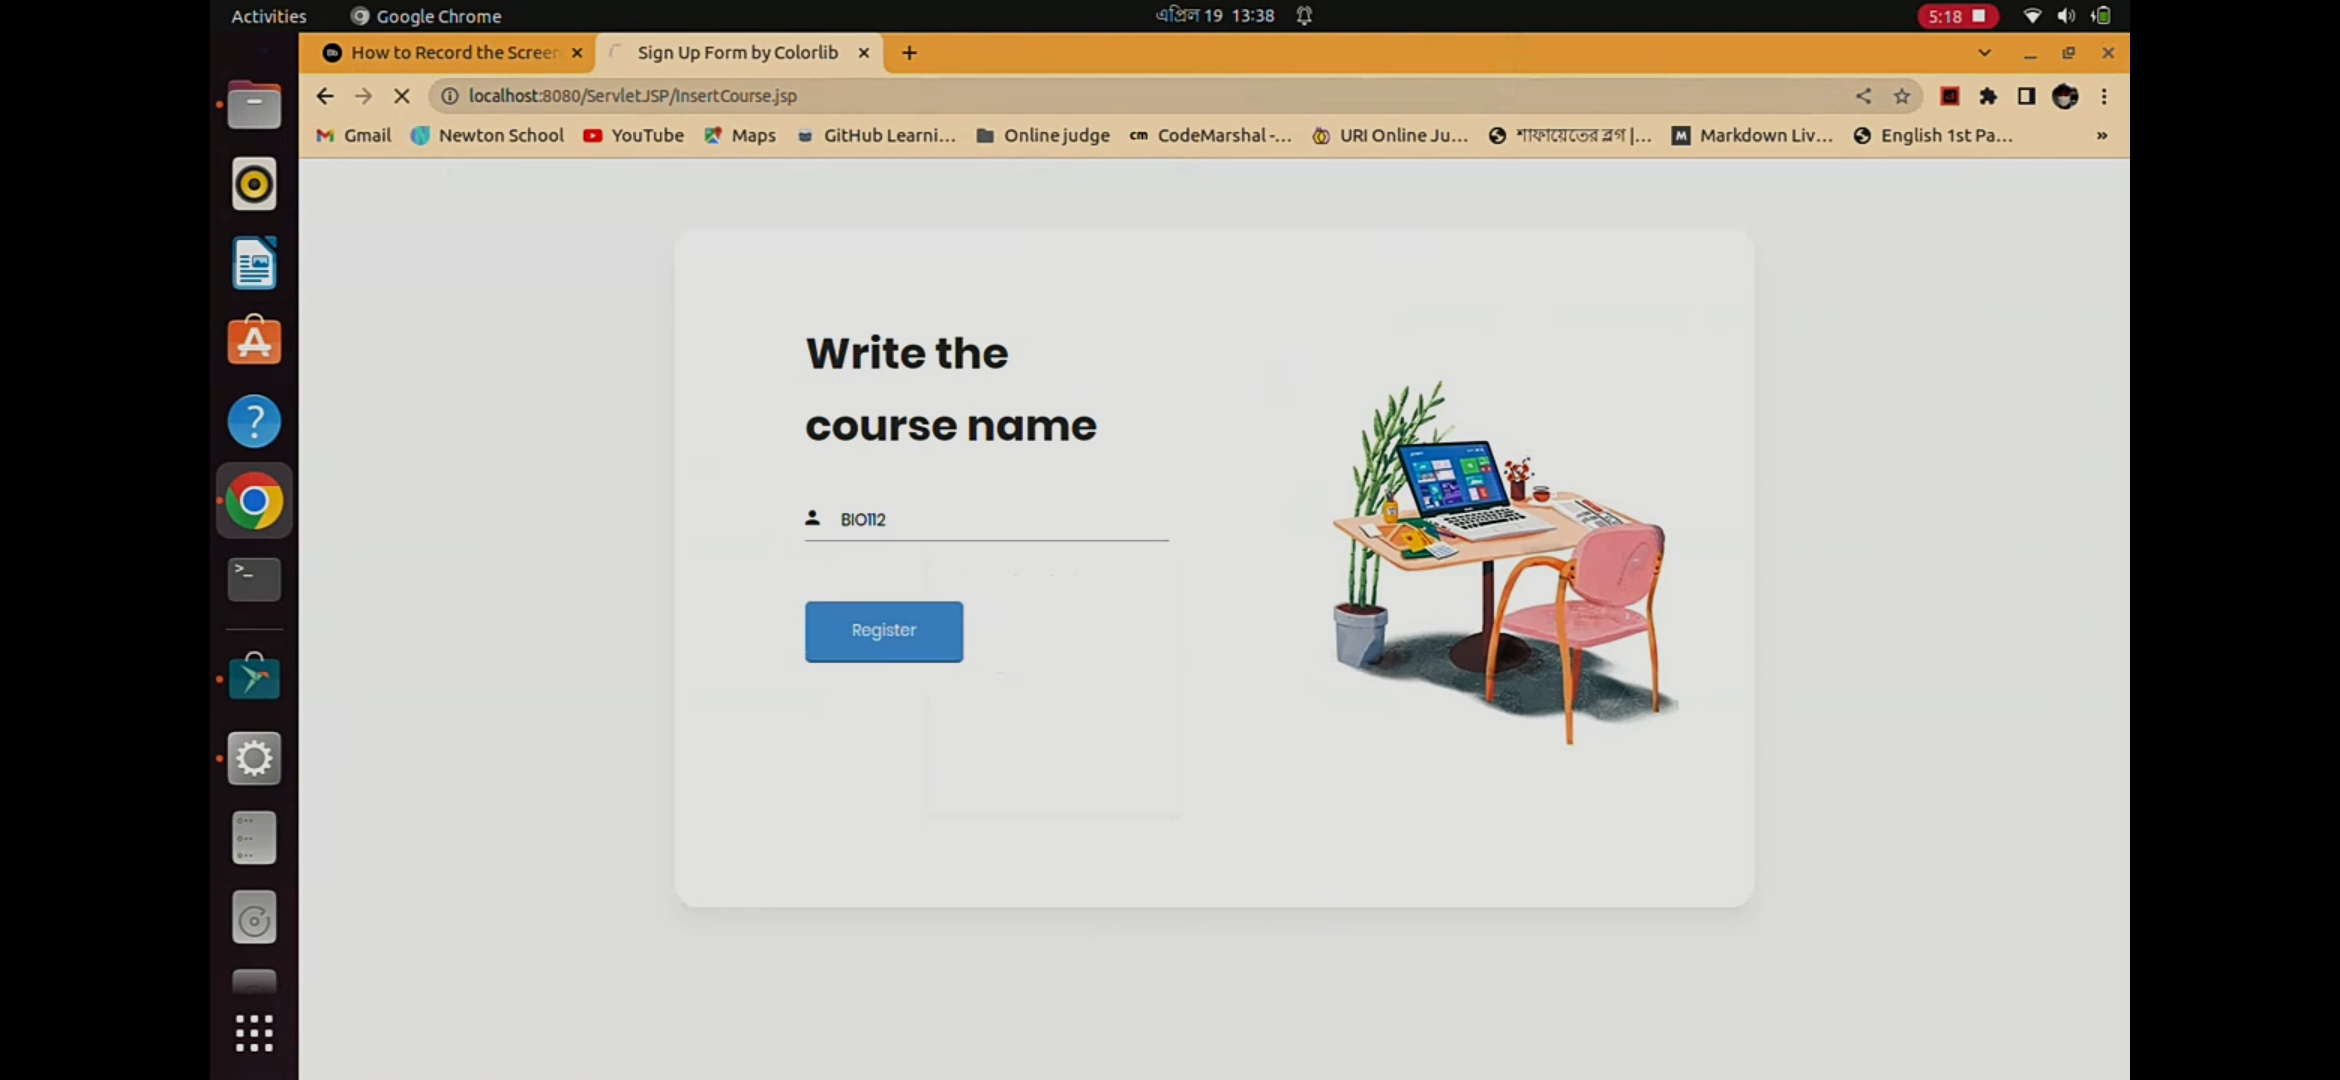 Activities
Google Chrome
এপ্রিল 19 13:38
5:18
How to Record the Screen
Sign Up Form by Colorlib
localhost:8080/ServletJSP/InsertCourse.jsp
Gmail
Newton School
YouTube
Maps
GitHub Learni...
Online judge
cm CodeMarshal -...
URI Online Ju...
শাফায়েতের ব্লগ |...
M Markdown Liv...
English 1st Pa...
»
Write the
course name
BIO112
Register